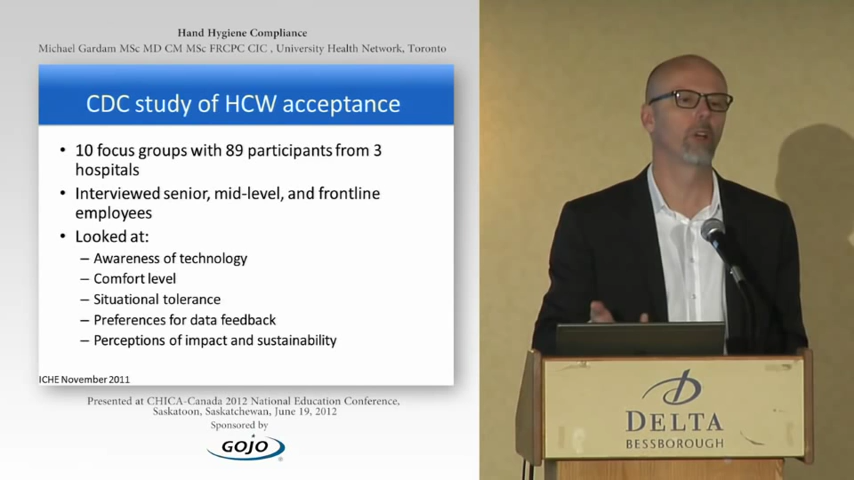 Hand Hygiene Compliance
Michael Gardam MSc MD CM MSc FRCPC CIC , University Health Network, Toronto
CDC study of HCW acceptance
• 10 focus groups with 89 participants from 3
hospitals
• Interviewed senior, mid-level, and frontline
employees
• Looked at:
– Awareness of technology
– Comfort level
– Situational tolerance
– Preferences for data feedback
– Perceptions of impact and sustainability
ICHE November 2011
Presented at CHICA-Canada 2012 National Education Conference,
Saskatoon, Saskatchewan, June 19, 2012
Sponsored by
GOJO
DELTA
BESSBOROUGH